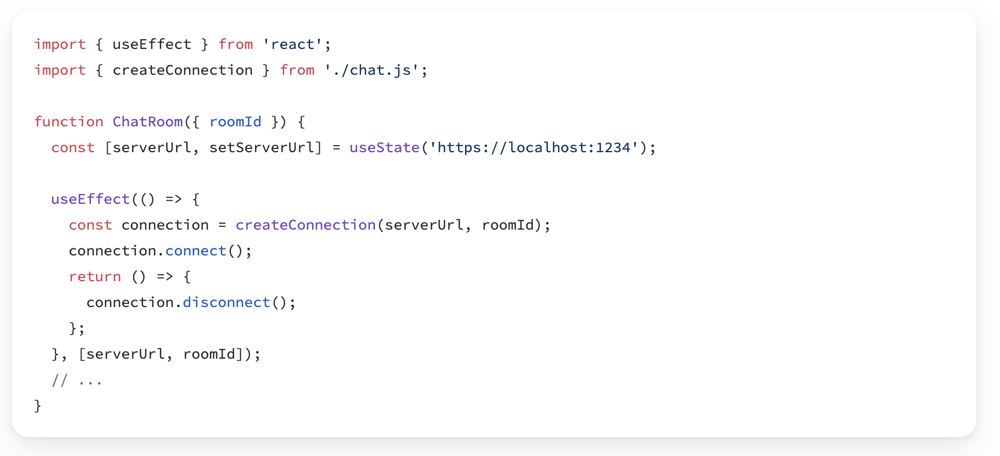 import { useEffect } from 'react';
import { createConnection } from './chat.js';

function ChatRoom({ roomId }) {
  const [serverUrl, setServerUrl] = useState('https://localhost:1234');

  useEffect(() => {
    const connection = createConnection(serverUrl, roomId);
    connection.connect();
    return () => {
      connection.disconnect();
    };
  }, [serverUrl, roomId]);
  // ...
}